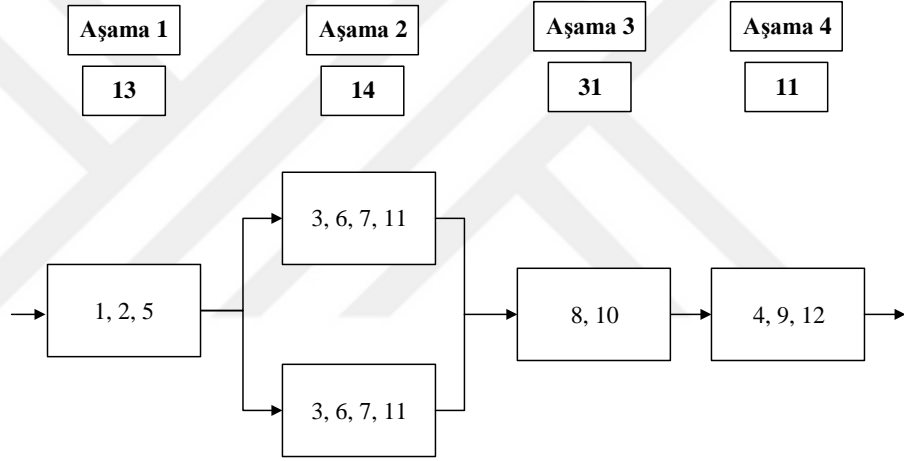 Aşama 1
Aşama 2
Aşama 3
Aşama 4
13
14
31
11
3, 6, 7, 11
1, 2, 5
8, 10
4, 9, 12
3, 6, 7, 11